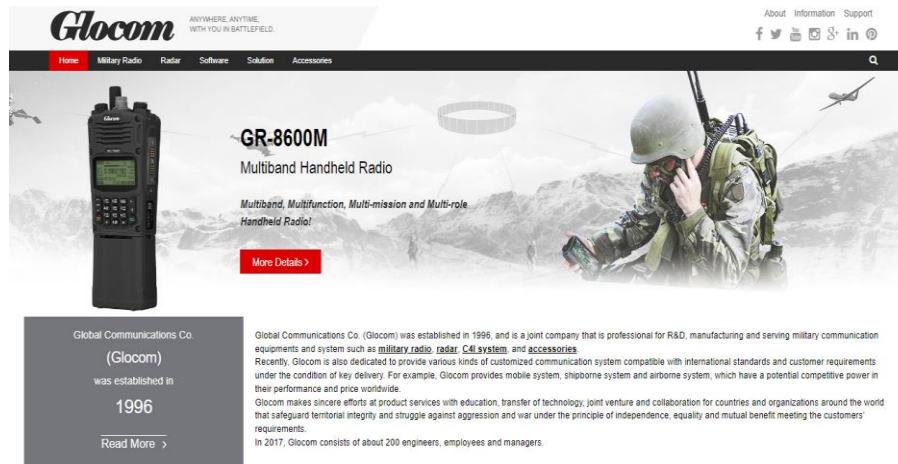 Glocom
ANYWHERE, ANYTIME,
WITH YOU IN BATTLEFIELD.
About Information Support
Home Military Radio Radar Software Solution Accessories
GR-8600M
Multiband Handheld Radio
Multiband, Multifunction, Multi-mission and Multi-role
Handheld Radio!
More Details >
Global Communications Co.
(Glocom)
was established in
1996
Read More >
Global Communications Co. (Glocom) was established in 1996, and is a joint company that is professional for R&D, manufacturing and serving military communication
equipments and system such as military radio, radar, C4I system, and accessories.
Recently, Glocom is also dedicated to provide various kinds of customized communication system compatible with international standards and customer requirements
under the condition of key delivery. For example, Glocom provides mobile system, shipborne system and airborne system, which have a potential competitive power in
their performance and price worldwide.
Glocom makes sincere efforts at product services with education, transfer of technology, joint venture and collaboration for countries and organizations around the world
that safeguard territorial integrity and struggle against aggression and war under the principle of independence, equality and mutual benefit meeting the customers'
requirements.
In 2017, Glocom consists of about 200 engineers, employees and managers.